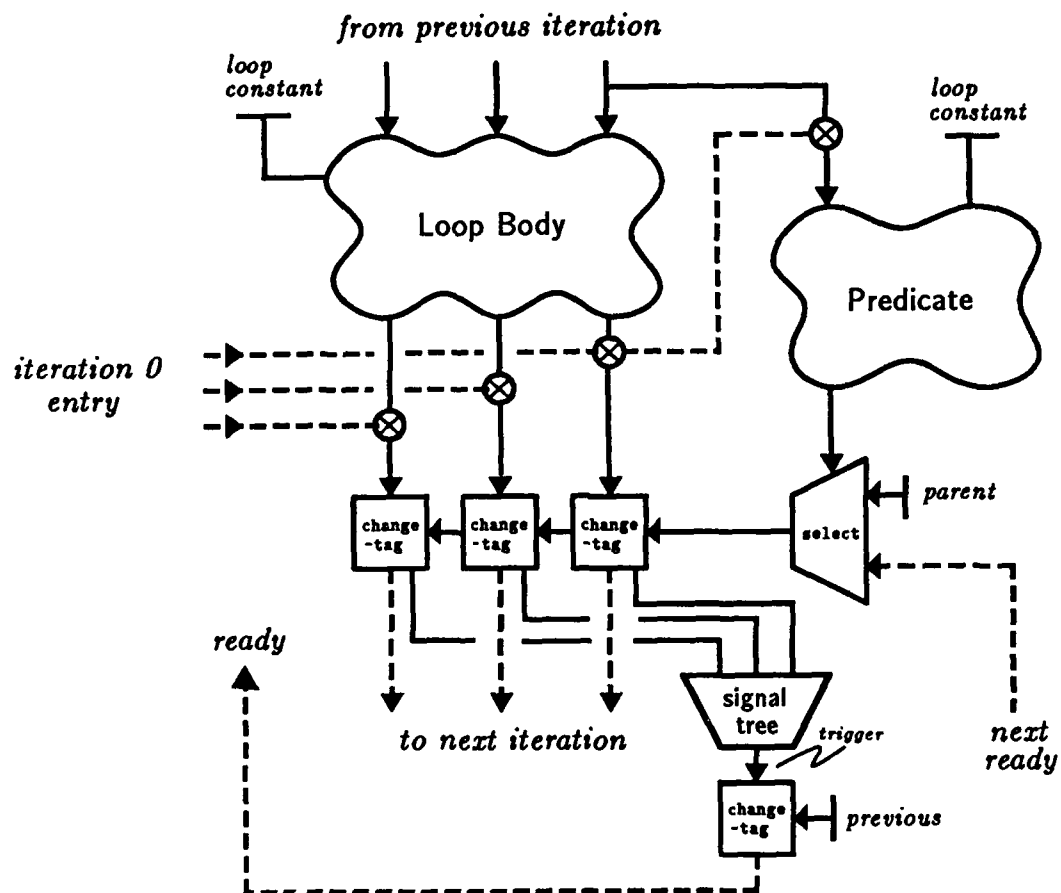 from previous iteration
loop
constant
loop
constant
Loop Body
Predicate
iteration 0
entry
parent
change
-tag
change
-tag
change
-tag
select
ready
signal
tree
to next iteration
trigger
next
ready
change
-tag
previous